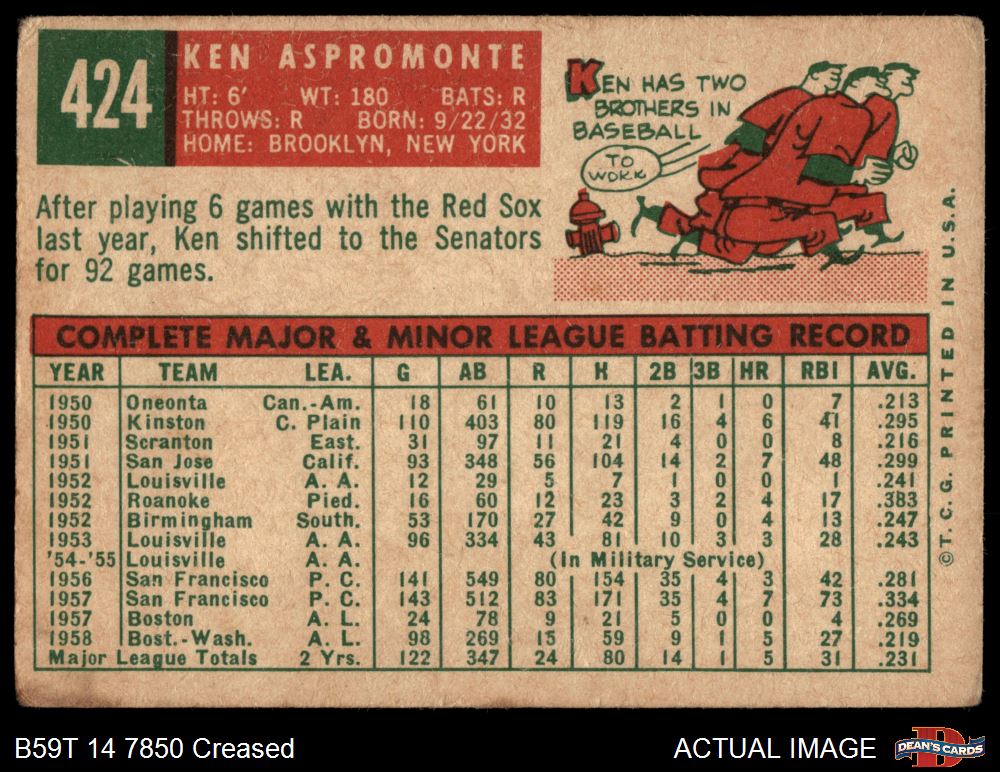 424
KEN ASPROMONTE
HT: 6' WT: 180 BATS: R
THROWS: R BORN: 9/22/32
HOME: BROOKLYN, NEW YORK
KEN HAS TWO
BROTHERS IN
BASEBALL
TO
WORK
After playing 6 games with the Red Sox
last year, Ken shifted to the Senators
for 92 games.
COMPLETE MAJOR & MINOR LEAGUE BATTING RECORD
YEAR TEAM LEA. G AB R H 2B 3B HR RBI AVG.
1950 Oneonta Can.-Am. 18 61 10 13 2 1 0 7 .213
1950 Kinston C. Plain 110 403 80 119 16 4 6 41 .295
1951 Scranton East. 31 97 11 21 4 0 0 8 .216
1951 San Jose Calif. 93 348 56 104 14 2 7 48 .299
1952 Louisville A. A. 12 29 5 7 1 0 0 1 .241
1952 Roanoke Pied. 16 60 12 23 3 2 4 17 .383
1952 Birmingham South. 53 170 27 42 9 0 4 13 .247
1953 Louisville A. A. 96 334 43 81 10 3 3 28 .243
'54-'55 Louisville A. A. (In Military Service)
1956 San Francisco P. C. 141 549 80 154 35 4 3 42 .281
1957 San Francisco P. C. 143 512 83 171 35 4 7 73 .334
1957 Boston A. L. 24 78 9 21 5 0 0 4 .269
1958 Bost.-Wash. A. L. 98 269 15 59 9 1 5 27 .219
Major League Totals 2 Yrs. 122 347 24 80 14 1 5 31 .231
©T. C. G. PRINTED IN U.S.A.
B59T 14 7850 Creased
ACTUAL IMAGE
DEAN'S CARDS